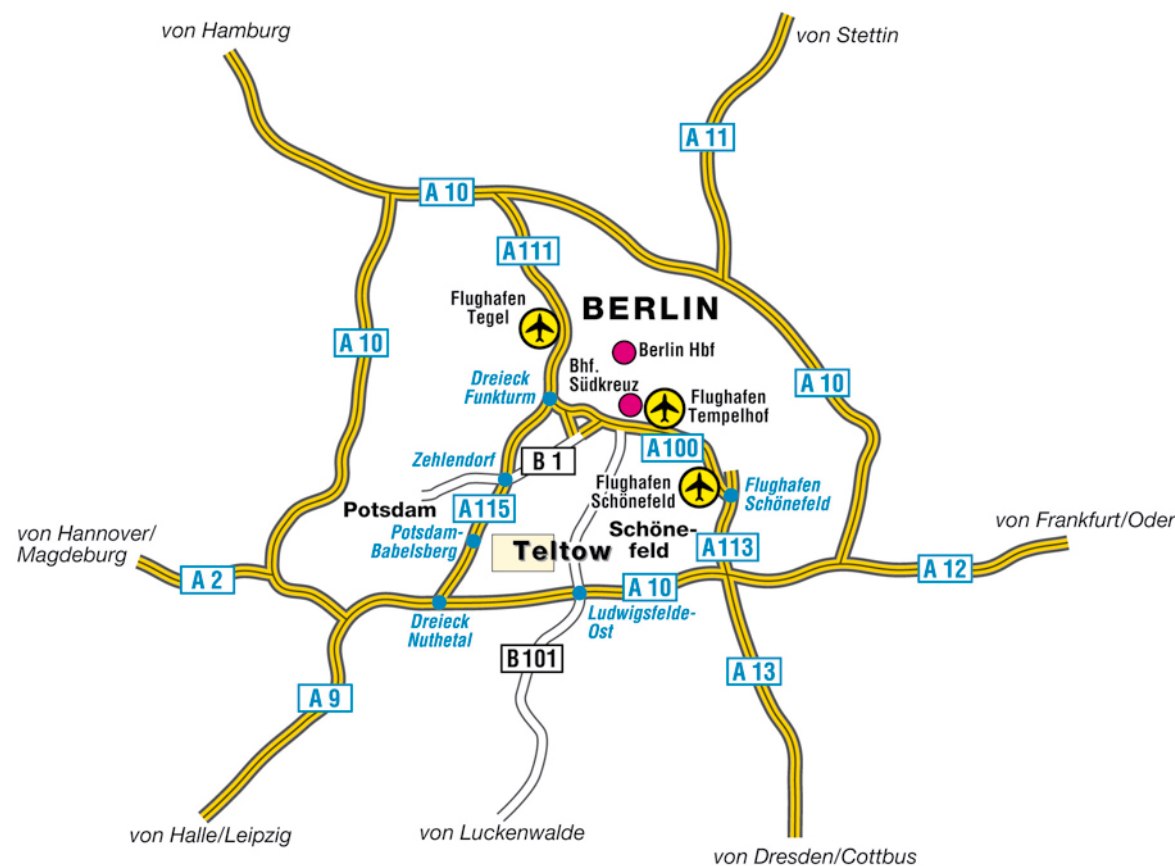 von Hamburg
von Stettin
A 11
A 10
A111
Flughafen
Tegel
BERLIN
A 10
Berlin Hbf
Bhf.
Südkreuz
Dreieck
Funkturm
Flughafen
Tempelhof
A 10
A100
B 1
Zehlendorf
Flughafen
Schönefeld
Flughafen
Schönefeld
Potsdam
A115
Potsdam-
Babelsberg
Teltow
Schöne-
feld
A113
von Hannover/
Magdeburg
von Frankfurt/Oder
A 2
A 10
A 12
Dreieck
Nuthetal
Ludwigsfelde-
Ost
B101
A 13
A 9
von Halle/Leipzig
von Luckenwalde
von Dresden/Cottbus